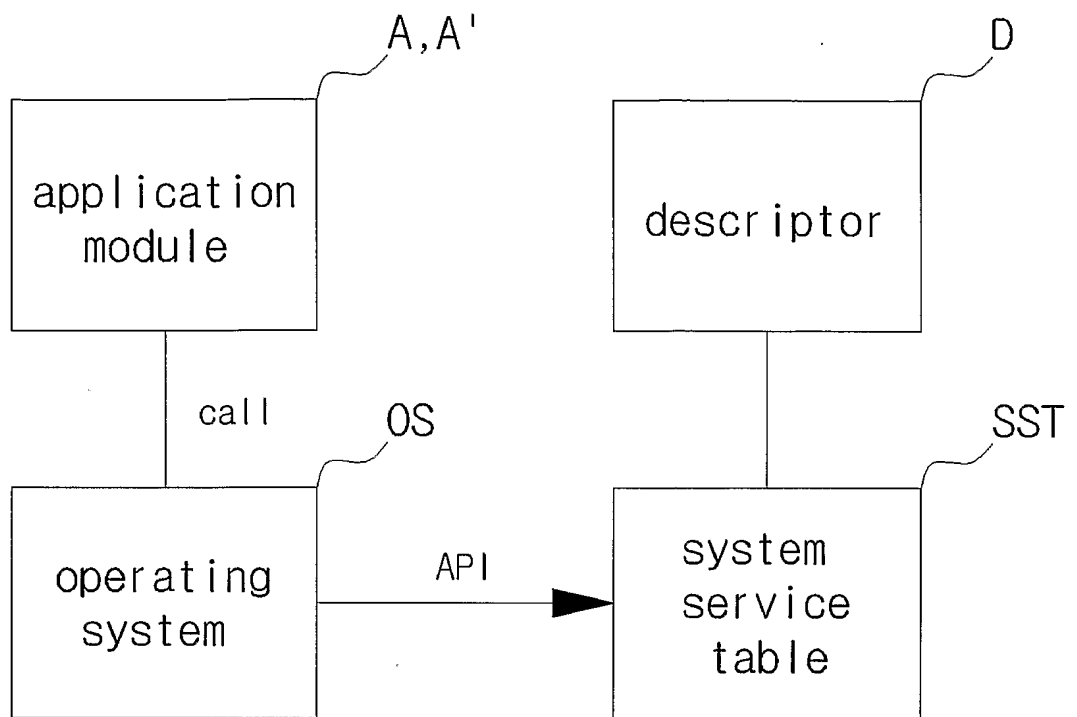 A,A'
D
application
module
descriptor
call
OS
SST
operating
system
API
system
service
table